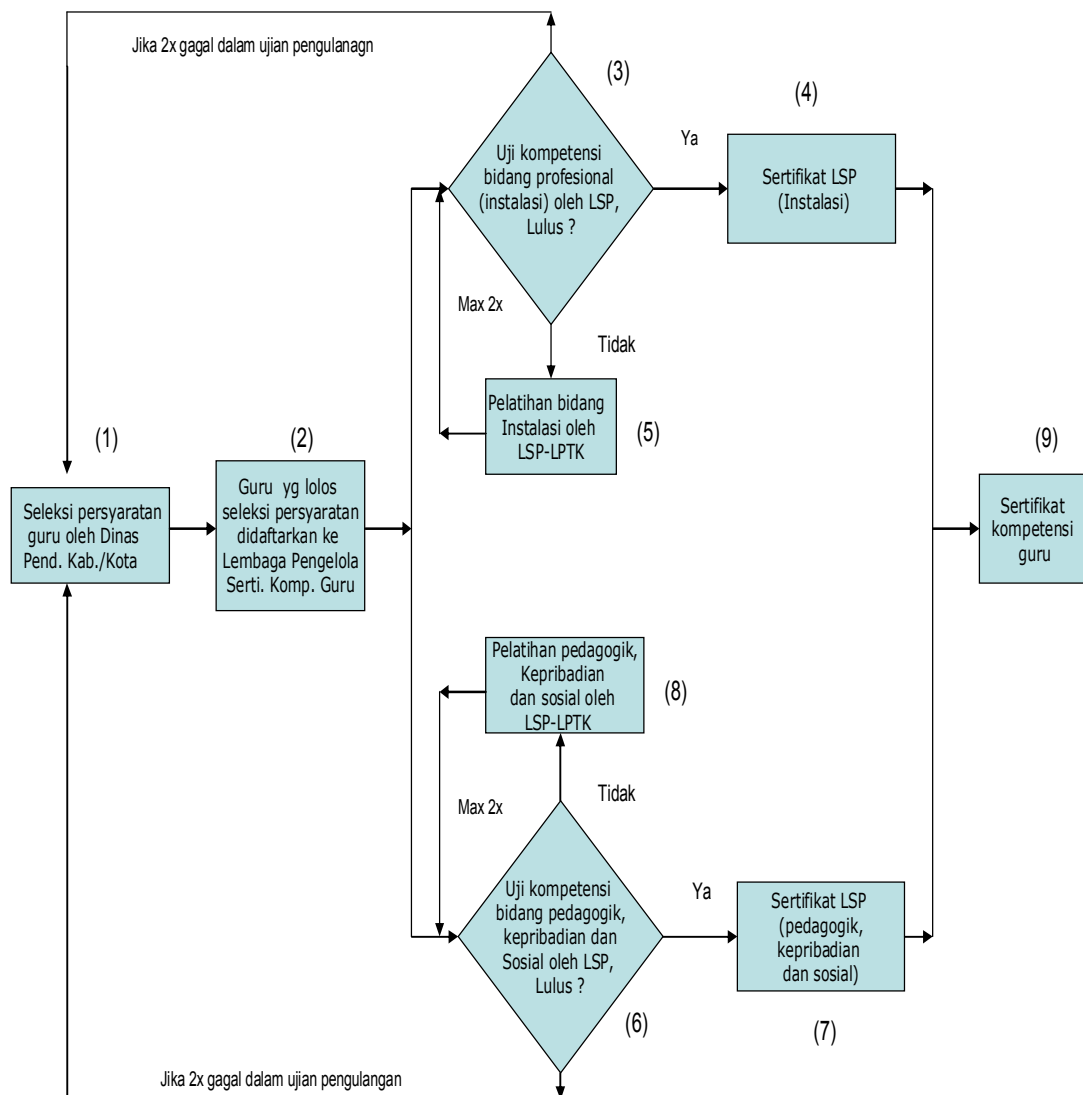 Jika 2x gagal dalam ujian pengulanagn
(3)
Uji kompetensi
bidang profesional
(instalasi) oleh LSP,
Lulus ?
Ya
(4)
Sertifikat LSP
(Instalasi)
Max 2x
Tidak
Pelatihan bidang
Instalasi oleh
LSP-LPTK
(5)
(1)
Seleksi persyaratan
guru oleh Dinas
Pend. Kab./Kota
(2)
Guru yg lolos
seleksi persyaratan
didaftarkan ke
Lembaga Pengelola
Serti. Komp. Guru
(9)
Sertifikat
kompetensi
guru
Pelatihan pedagogik,
Kepribadian
dan sosial oleh
LSP-LPTK
(8)
Max 2x
Tidak
Uji kompetensi
bidang pedagogik,
kepribadian dan
Sosial oleh LSP,
Lulus ?
(6)
Ya
Sertifikat LSP
(pedagogik,
kepribadian
dan sosial)
(7)
Jika 2x gagal dalam ujian pengulangan